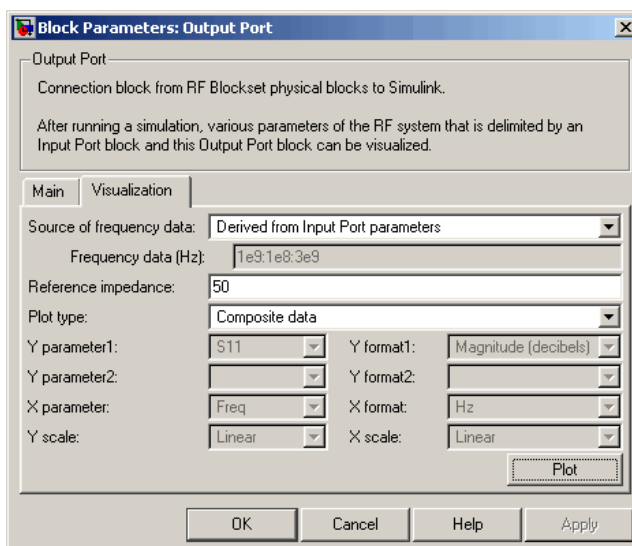 Block Parameters: Output Port
Output Port
Connection block from RF Blockset physical blocks to Simulink.
After running a simulation, various parameters of the RF system that is delimited by an
Input Port block and this Output Port block can be visualized.
Main Visualization
Source of frequency data: Derived from Input Port parameters
Frequency data (Hz): 1e9:1e8:3e9
Reference impedance: 50
Plot type: Composite data
Y parameter1: S11 Y format1: Magnitude (decibels)
Y parameter2: Y format2:
X parameter: Freq X format: Hz
Y scale: Linear X scale: Linear
Plot
OK Cancel Help Apply